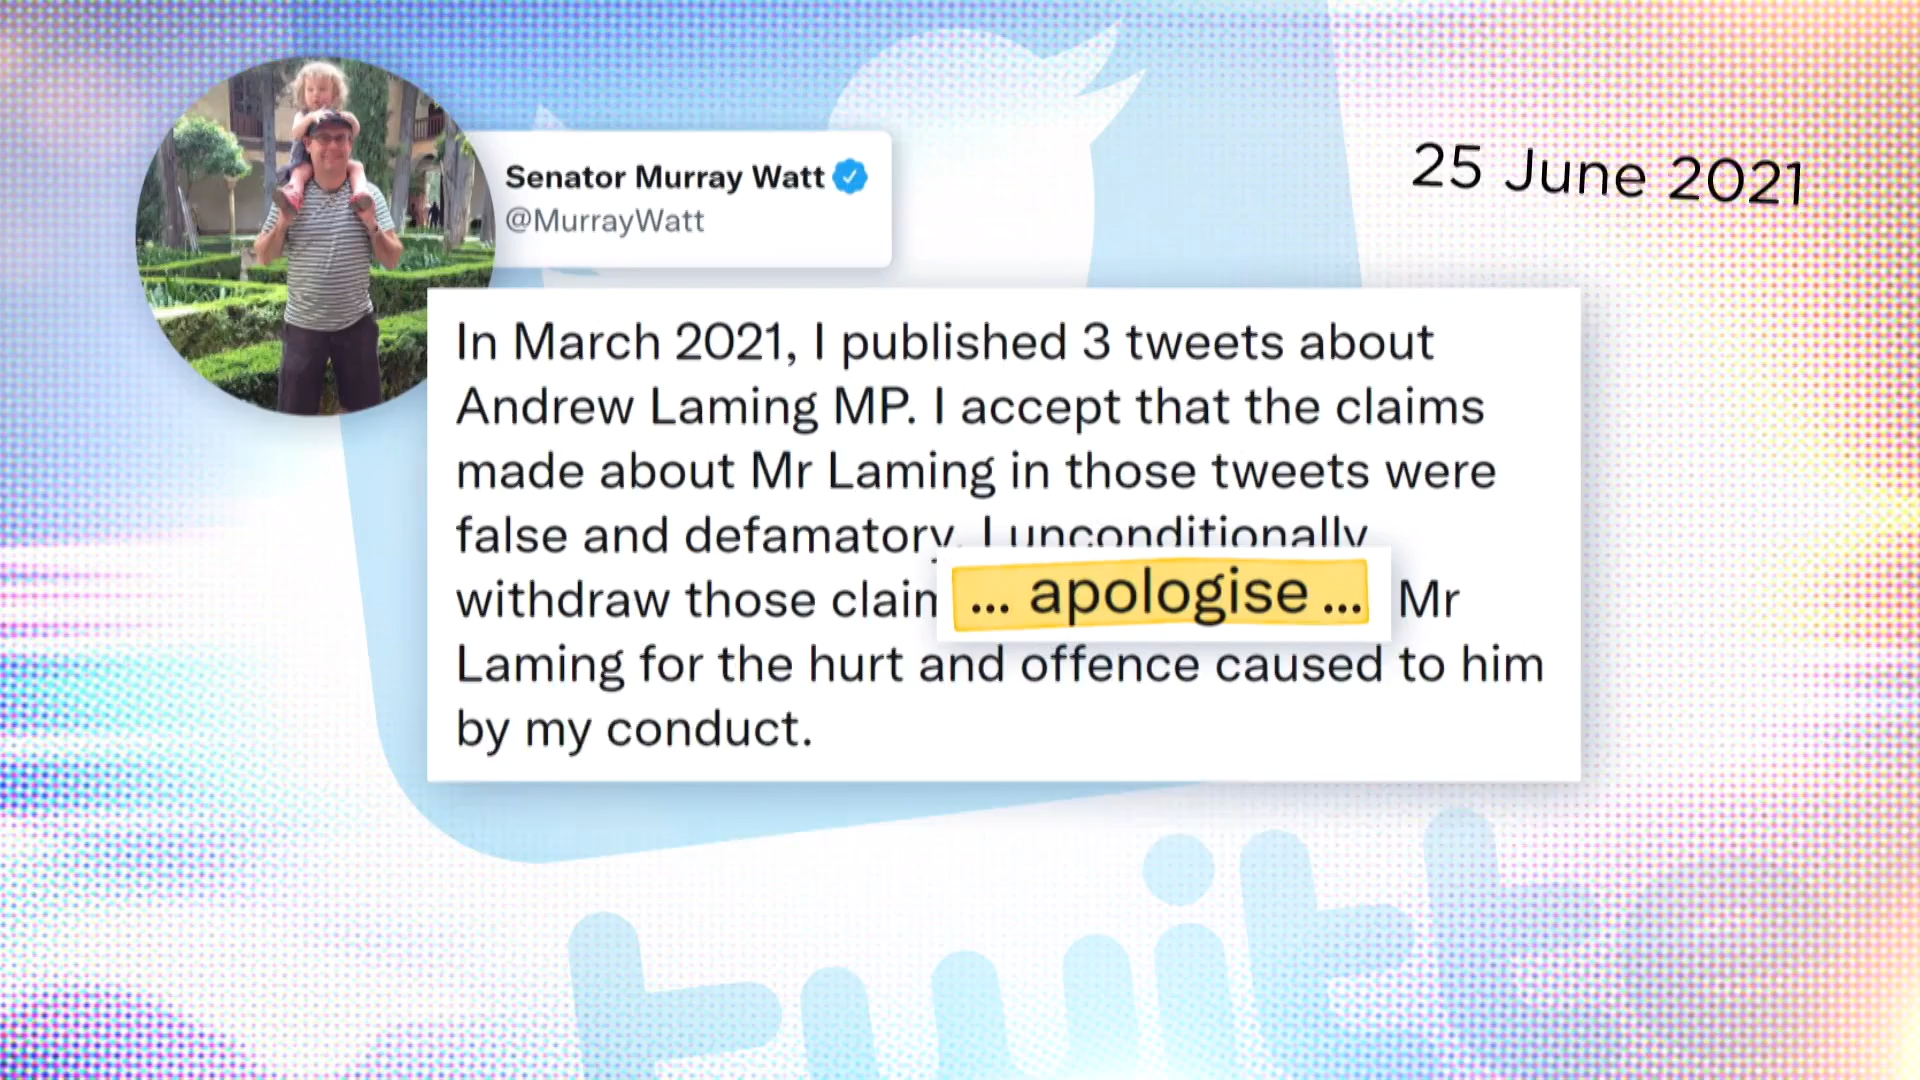 Senator Murray Watt
@MurrayWatt
25 June 2021
In March 2021, I published 3 tweets about
Andrew Laming MP. I accept that the claims
made about Mr Laming in those tweets were
false and defamatory. I unconditionally
withdraw those claim ... apologise ... Mr
Laming for the hurt and offence caused to him
by my conduct.
twitt